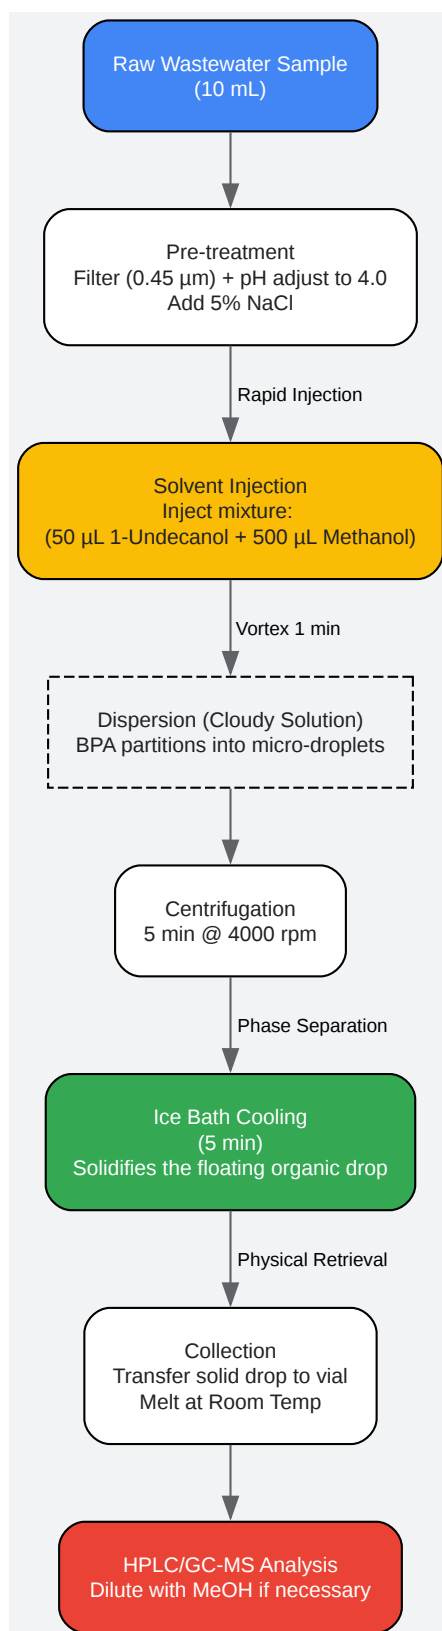 Raw Wastewater Sample
(10 mL)
Pre-treatment
Filter (0.45 µm) + pH adjust to 4.0
Add 5% NaCl
Rapid Injection
Solvent Injection
Inject mixture:
(50 µL 1-Undecanol + 500 µL Methanol)
Vortex 1 min
Dispersion (Cloudy Solution)
BPA partitions into micro-droplets
Centrifugation
5 min @ 4000 rpm
Phase Separation
Ice Bath Cooling
(5 min)
Solidifies the floating organic drop
Physical Retrieval
Collection
Transfer solid drop to vial
Melt at Room Temp
HPLC/GC-MS Analysis
Dilute with MeOH if necessary